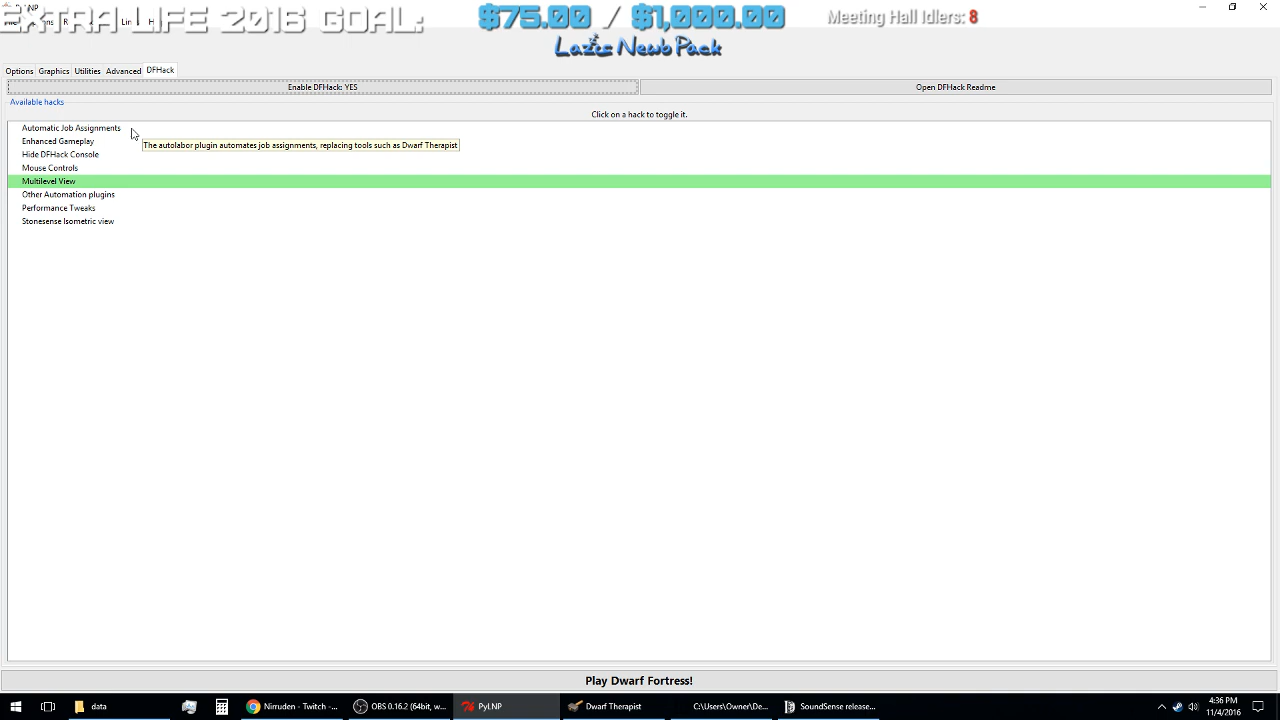 EXTRA LIFE 2016 GOAL:
$75.00 / $1,000.00
Meeting Hall Idlers: 8
Lazy Newb Pack
Options Graphics Utilities Advanced DFHack
Enable DFHack: YES
Open DFHack Readme
Available hacks
Click on a hack to toggle it.
Automatic Job Assignments
The autolabor plugin automates job assignments, replacing tools such as Dwarf Therapist
Enhanced Gameplay
Hide DFHack Console
Mouse Controls
Multilevel View
Other Automation plugins
Performance Tweaks
Stonesense Isometric view
Play Dwarf Fortress!
data
Nirruden - Twitch -...
OBS 0.16.2 (64bit, w...
PyLNP
Dwarf Therapist
C:\Users\Owner\De...
SoundSense release...
4:36 PM
11/4/2016